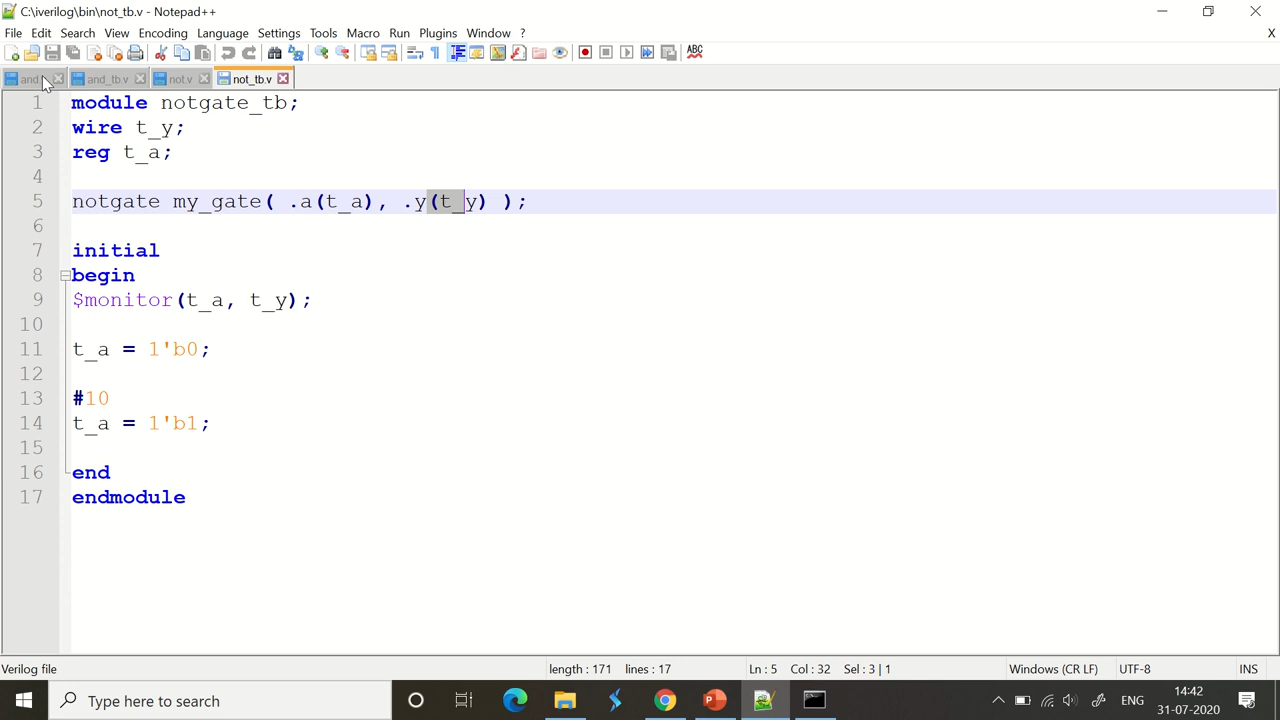 C:\iverilog\bin\not_tb.v - Notepad++
File Edit Search View Encoding Language Settings Tools Macro Run Plugins Window ? X
and and_tb.v not.v not_tb.v
1 module notgate_tb;
2 wire t_y;
3 reg t_a;
4
5 notgate my_gate( .a(t_a), .y(t_y) );
6
7 initial
8 begin
9 $monitor(t_a, t_y);
10
11 t_a = 1'b0;
12
13 #10
14 t_a = 1'b1;
15
16 end
17 endmodule
Verilog file length : 171 lines : 17 Ln : 5 Col : 32 Sel : 3 | 1 Windows (CR LF) UTF-8 INS
Type here to search ENG 14:42
31-07-2020